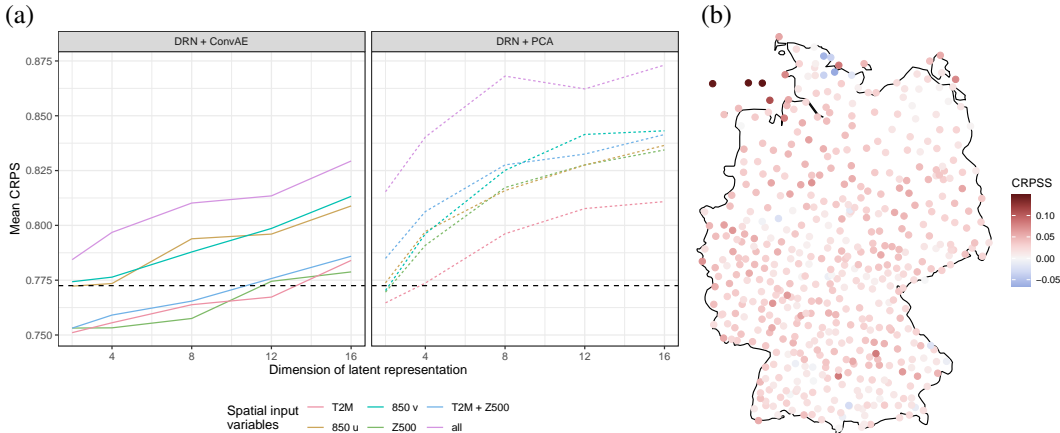 (a)
DRN + ConvAE
DRN + PCA
Mean CRPS
0.875
0.850
0.825
0.800
0.775
0.750
4 8 12 16
4 8 12 16
Dimension of latent representation
Spatial input
variables
T2M
850 v
T2M + Z500
850 u
Z500
all
(b)
CRPSS
0.10
0.05
0.00
−0.05